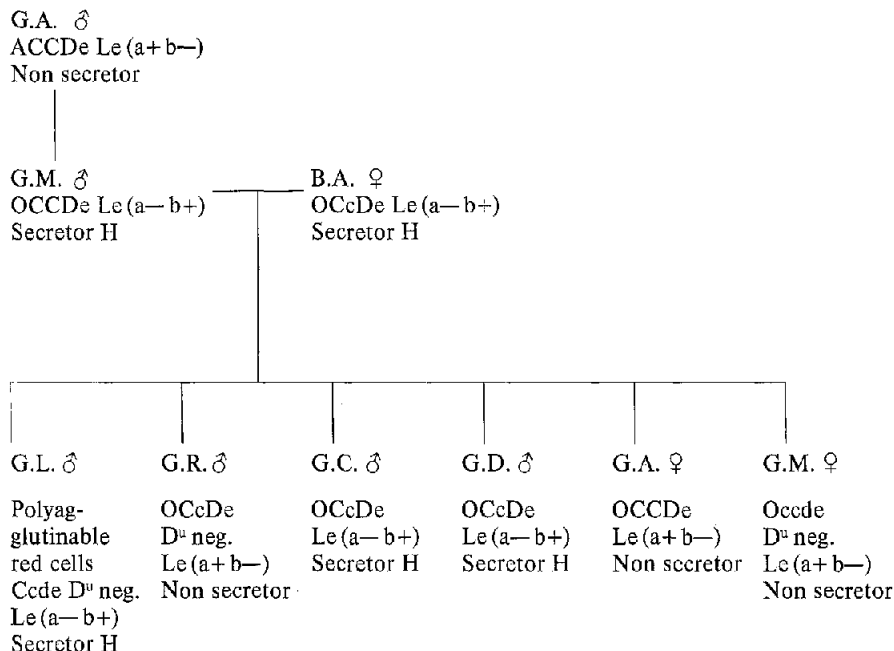 G.A. ♂
ACCDe Le (a+ b—)
Non secretor
G.M. ♂
OCCDe Le (a— b+)
Secretor H
B.A. ♀
OCcDe Le (a— b+)
Secretor H
G.L. ♂
Polyag-
glutinable
red cells
Ccde Dᵘ neg.
Le (a— b+)
Secretor H
G.R. ♂
OCcDe
Dᵘ neg.
Le (a+ b—)
Non secretor
G.C. ♂
OCcDe
Le (a— b+)
Secretor H
G.D. ♂
OCcDe
Le (a— b+)
Secretor H
G.A. ♀
OCCDe
Le (a+ b—)
Non secretor
G.M. ♀
Occde
Dᵘ neg.
Le (a+ b—)
Non secretor